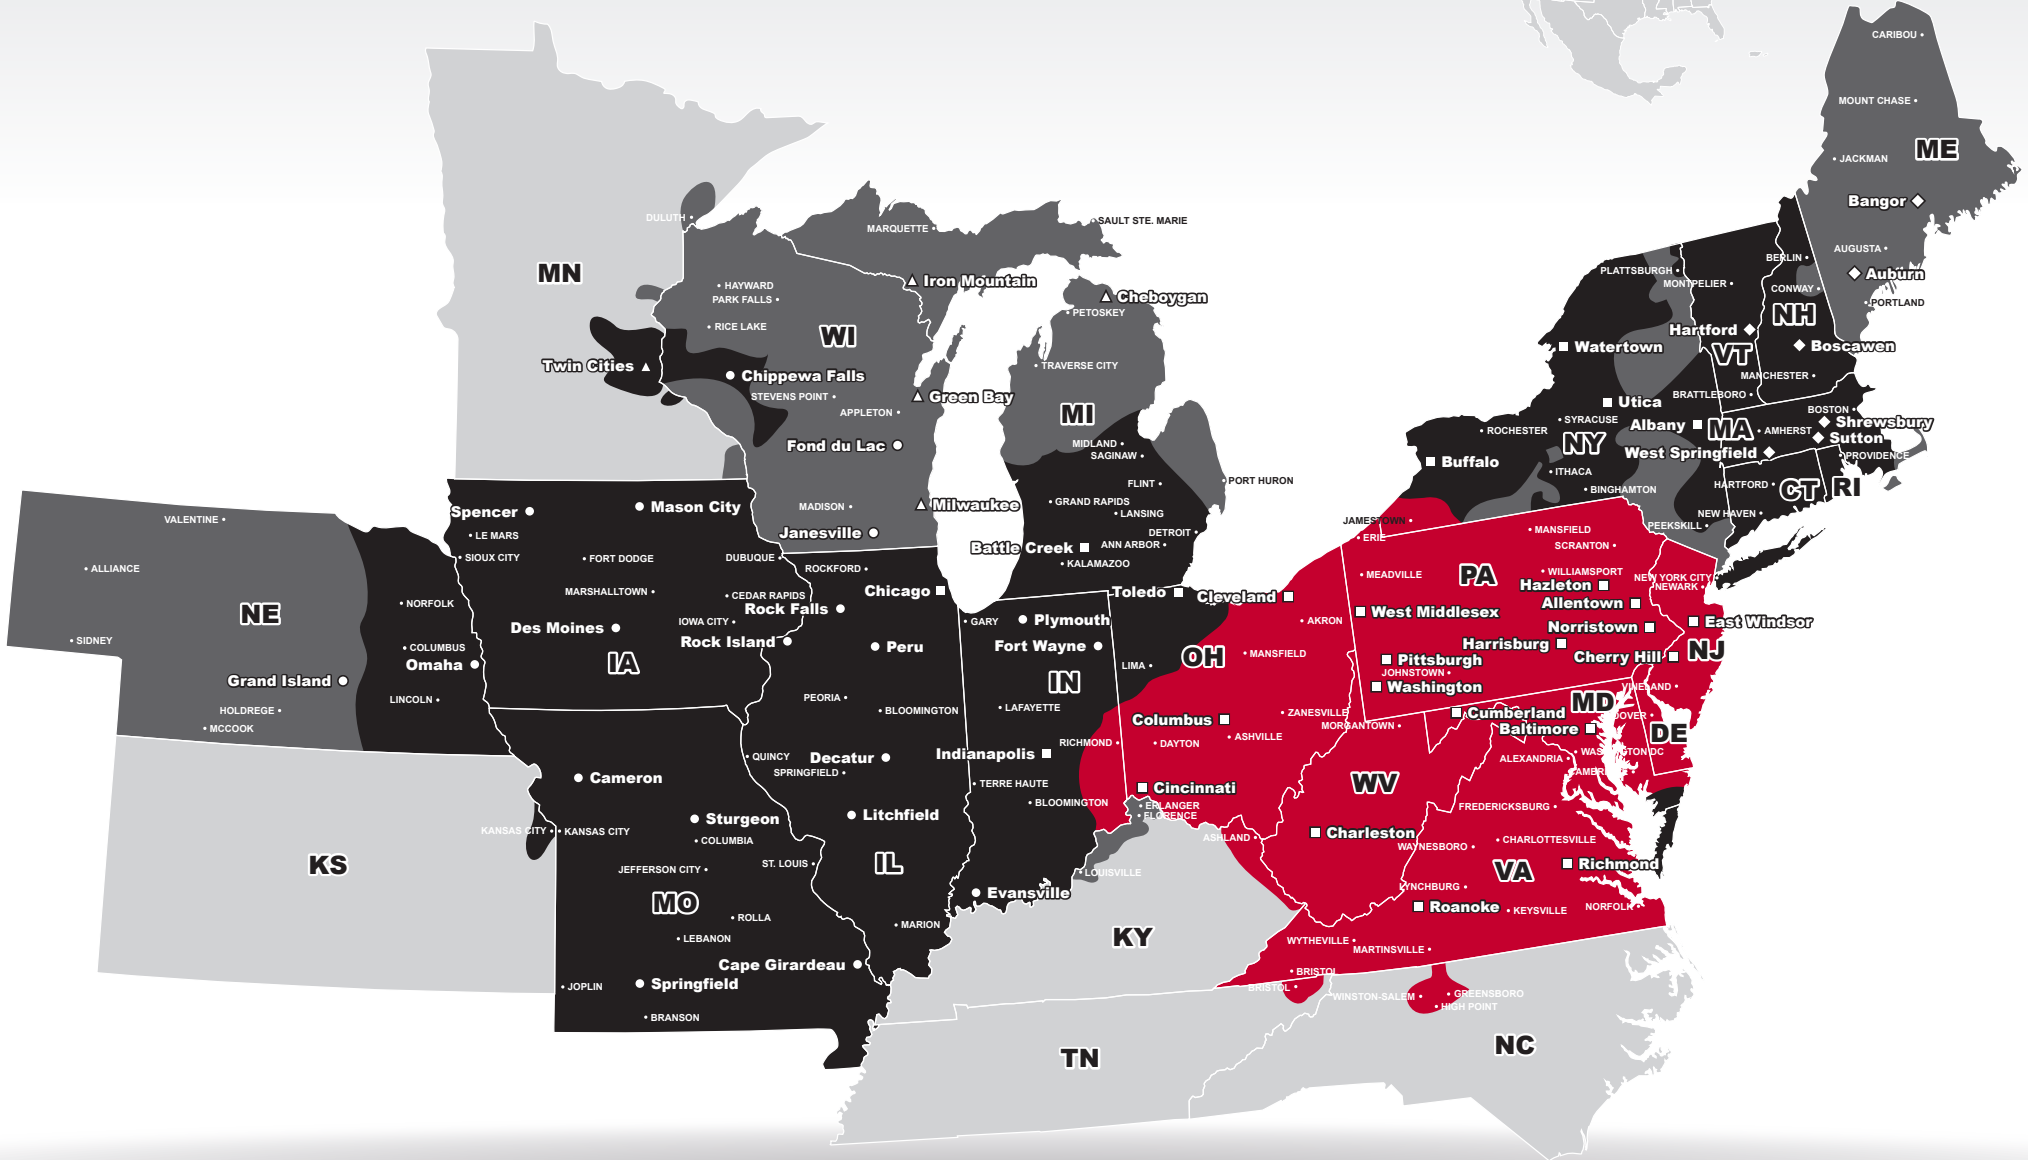 CARIBOU
MOUNT CHASE
ME
JACKMAN
Bangor
DULUTH
MARQUETTE
SAULT STE. MARIE
AUGUSTA
BERLIN
MN
PLATTSBURGH
Auburn
MONTPELIER
Iron Mountain
HAYWARD
CONWAY
PARK FALLS
Cheboygan
PORTLAND
PETOSKEY
NH
RICE LAKE
WI
Hartford
Watertown
VT
Boscawen
Twin Cities
TRAVERSE CITY
Chippewa Falls
MANCHESTER
STEVENS POINT
Green Bay
BRATTLEBORO
Utica
APPLETON
MI
BOSTON
SYRACUSE
Albany
Shrewsbury
ROCHESTER
MA
AMHERST
Sutton
Fond du Lac
MIDLAND
NY
West Springfield
SAGINAW
PROVIDENCE
Buffalo
ITHACA
FLINT
PORT HURON
HARTFORD
CT
RI
BINGHAMTON
GRAND RAPIDS
Milwaukee
MADISON
Mason City
Spencer
LANSING
NEW HAVEN
VALENTINE
JAMESTOWN
PEEKSKILL
Janesville
LE MARS
DETROIT
MANSFIELD
ERIE
Battle Creek
ANN ARBOR
SCRANTON
SIOUX CITY
FORT DODGE
DUBUQUE
KALAMAZOO
ALLIANCE
ROCKFORD
MEADVILLE
PA
WILLIAMSPORT
NEW YORK CITY
Hazleton
NEWARK
MARSHALLTOWN
Chicago
Toledo
Cleveland
CEDAR RAPIDS
NORFOLK
Allentown
Rock Falls
West Middlesex
NE
GARY
Plymouth
AKRON
IOWA CITY
East Windsor
Des Moines
Norristown
SIDNEY
Rock Island
Fort Wayne
Harrisburg
COLUMBUS
Peru
MANSFIELD
NJ
OH
Cherry Hill
Omaha
IA
LIMA
Pittsburgh
JOHNSTOWN
Grand Island
IN
Washington
VINELAND
LINCOLN
PEORIA
MD
HOLDREGE
BLOOMINGTON
LAFAYETTE
ZANESVILLE
Cumberland
DOVER
Columbus
MCCOOK
MORGANTOWN
Baltimore
DE
ASHVILLE
RICHMOND
DAYTON
QUINCY
Decatur
Indianapolis
WASHINGTON DC
ALEXANDRIA
SPRINGFIELD
CAMBRIDGE
Cameron
TERRE HAUTE
WV
Cincinnati
BLOOMINGTON
ERLANGER
FREDERICKSBURG
Litchfield
FLORENCE
Sturgeon
KANSAS CITY
KANSAS CITY
Charleston
ASHLAND
COLUMBIA
CHARLOTTESVILLE
WAYNESBORO
KS
IL
ST. LOUIS
Richmond
JEFFERSON CITY
LOUISVILLE
VA
LYNCHBURG
Evansville
MO
Roanoke
NORFOLK
KEYSVILLE
ROLLA
MARION
LEBANON
KY
WYTHEVILLE
MARTINSVILLE
Cape Girardeau
BRISTOL
Springfield
JOPLIN
BRISTOL
GREENSBORO
WINSTON-SALEM
HIGH POINT
BRANSON
NC
TN